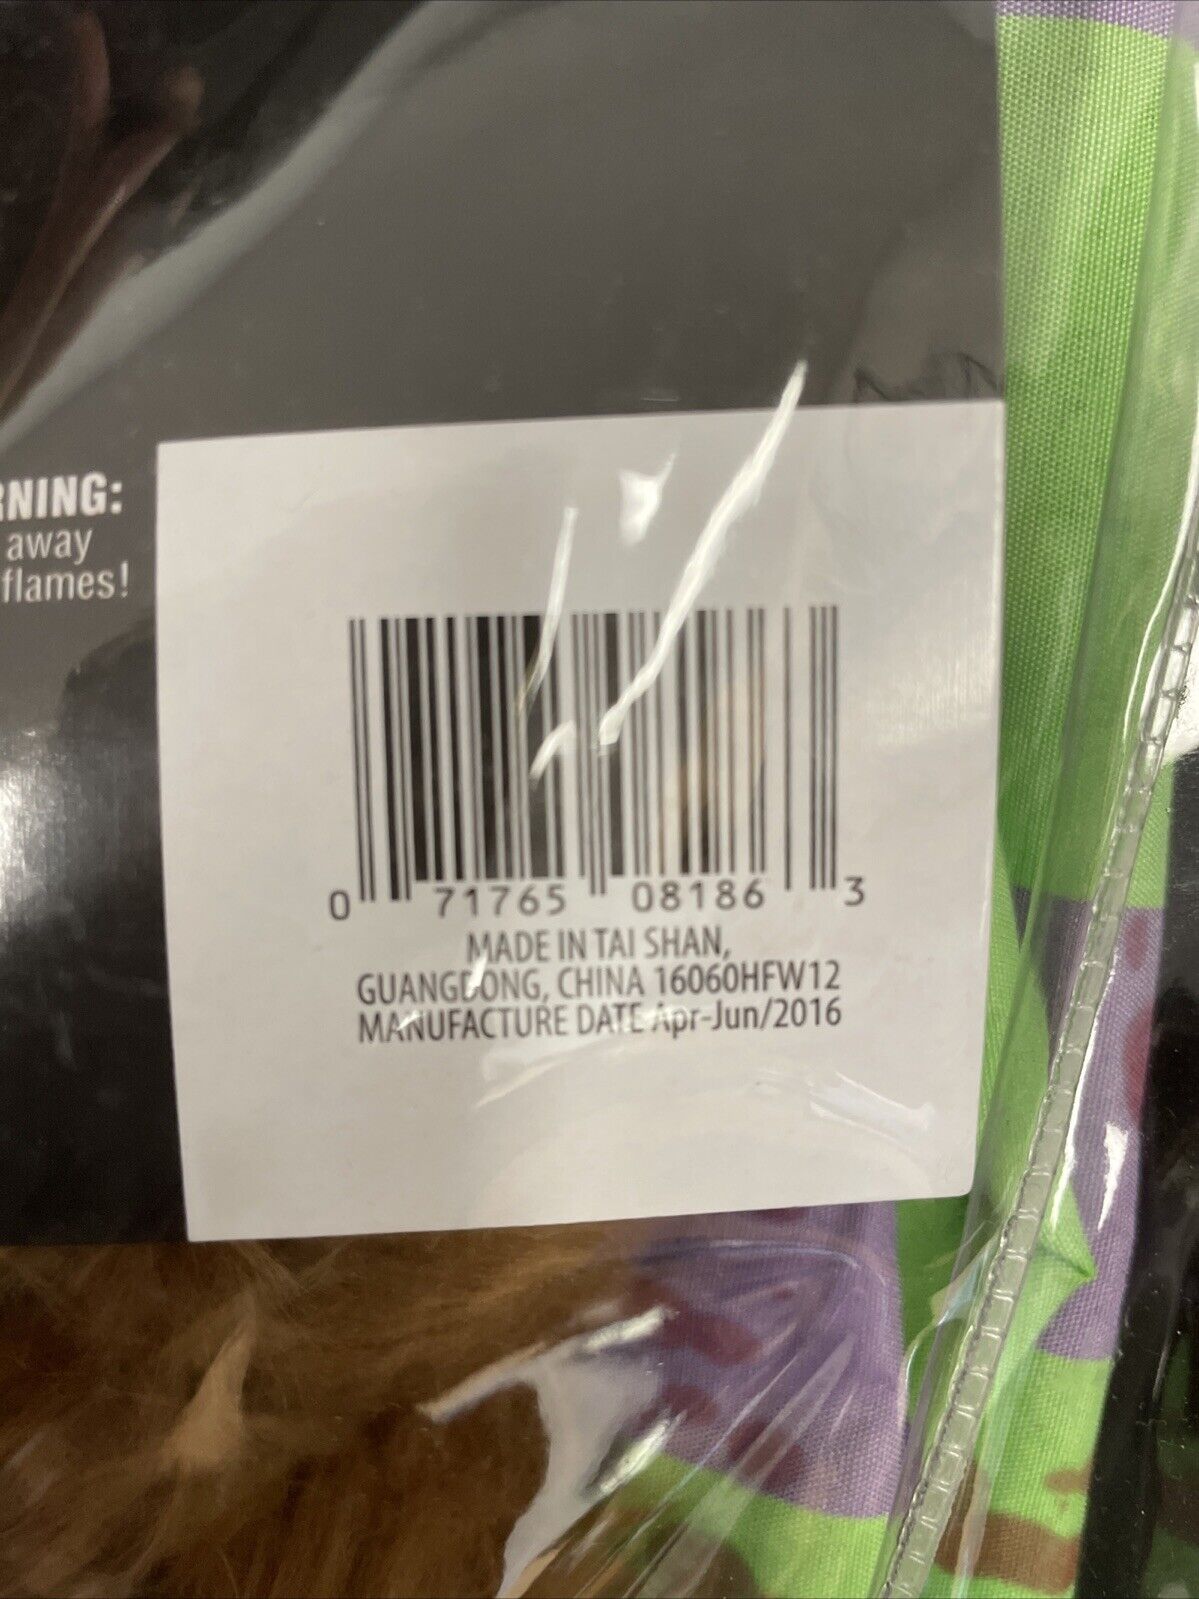 RNING:
away
flames!
0 71765 08186 3
MADE IN TAI SHAN,
GUANGDONG, CHINA 16060HFW12
MANUFACTURE DATE Apr-Jun/2016